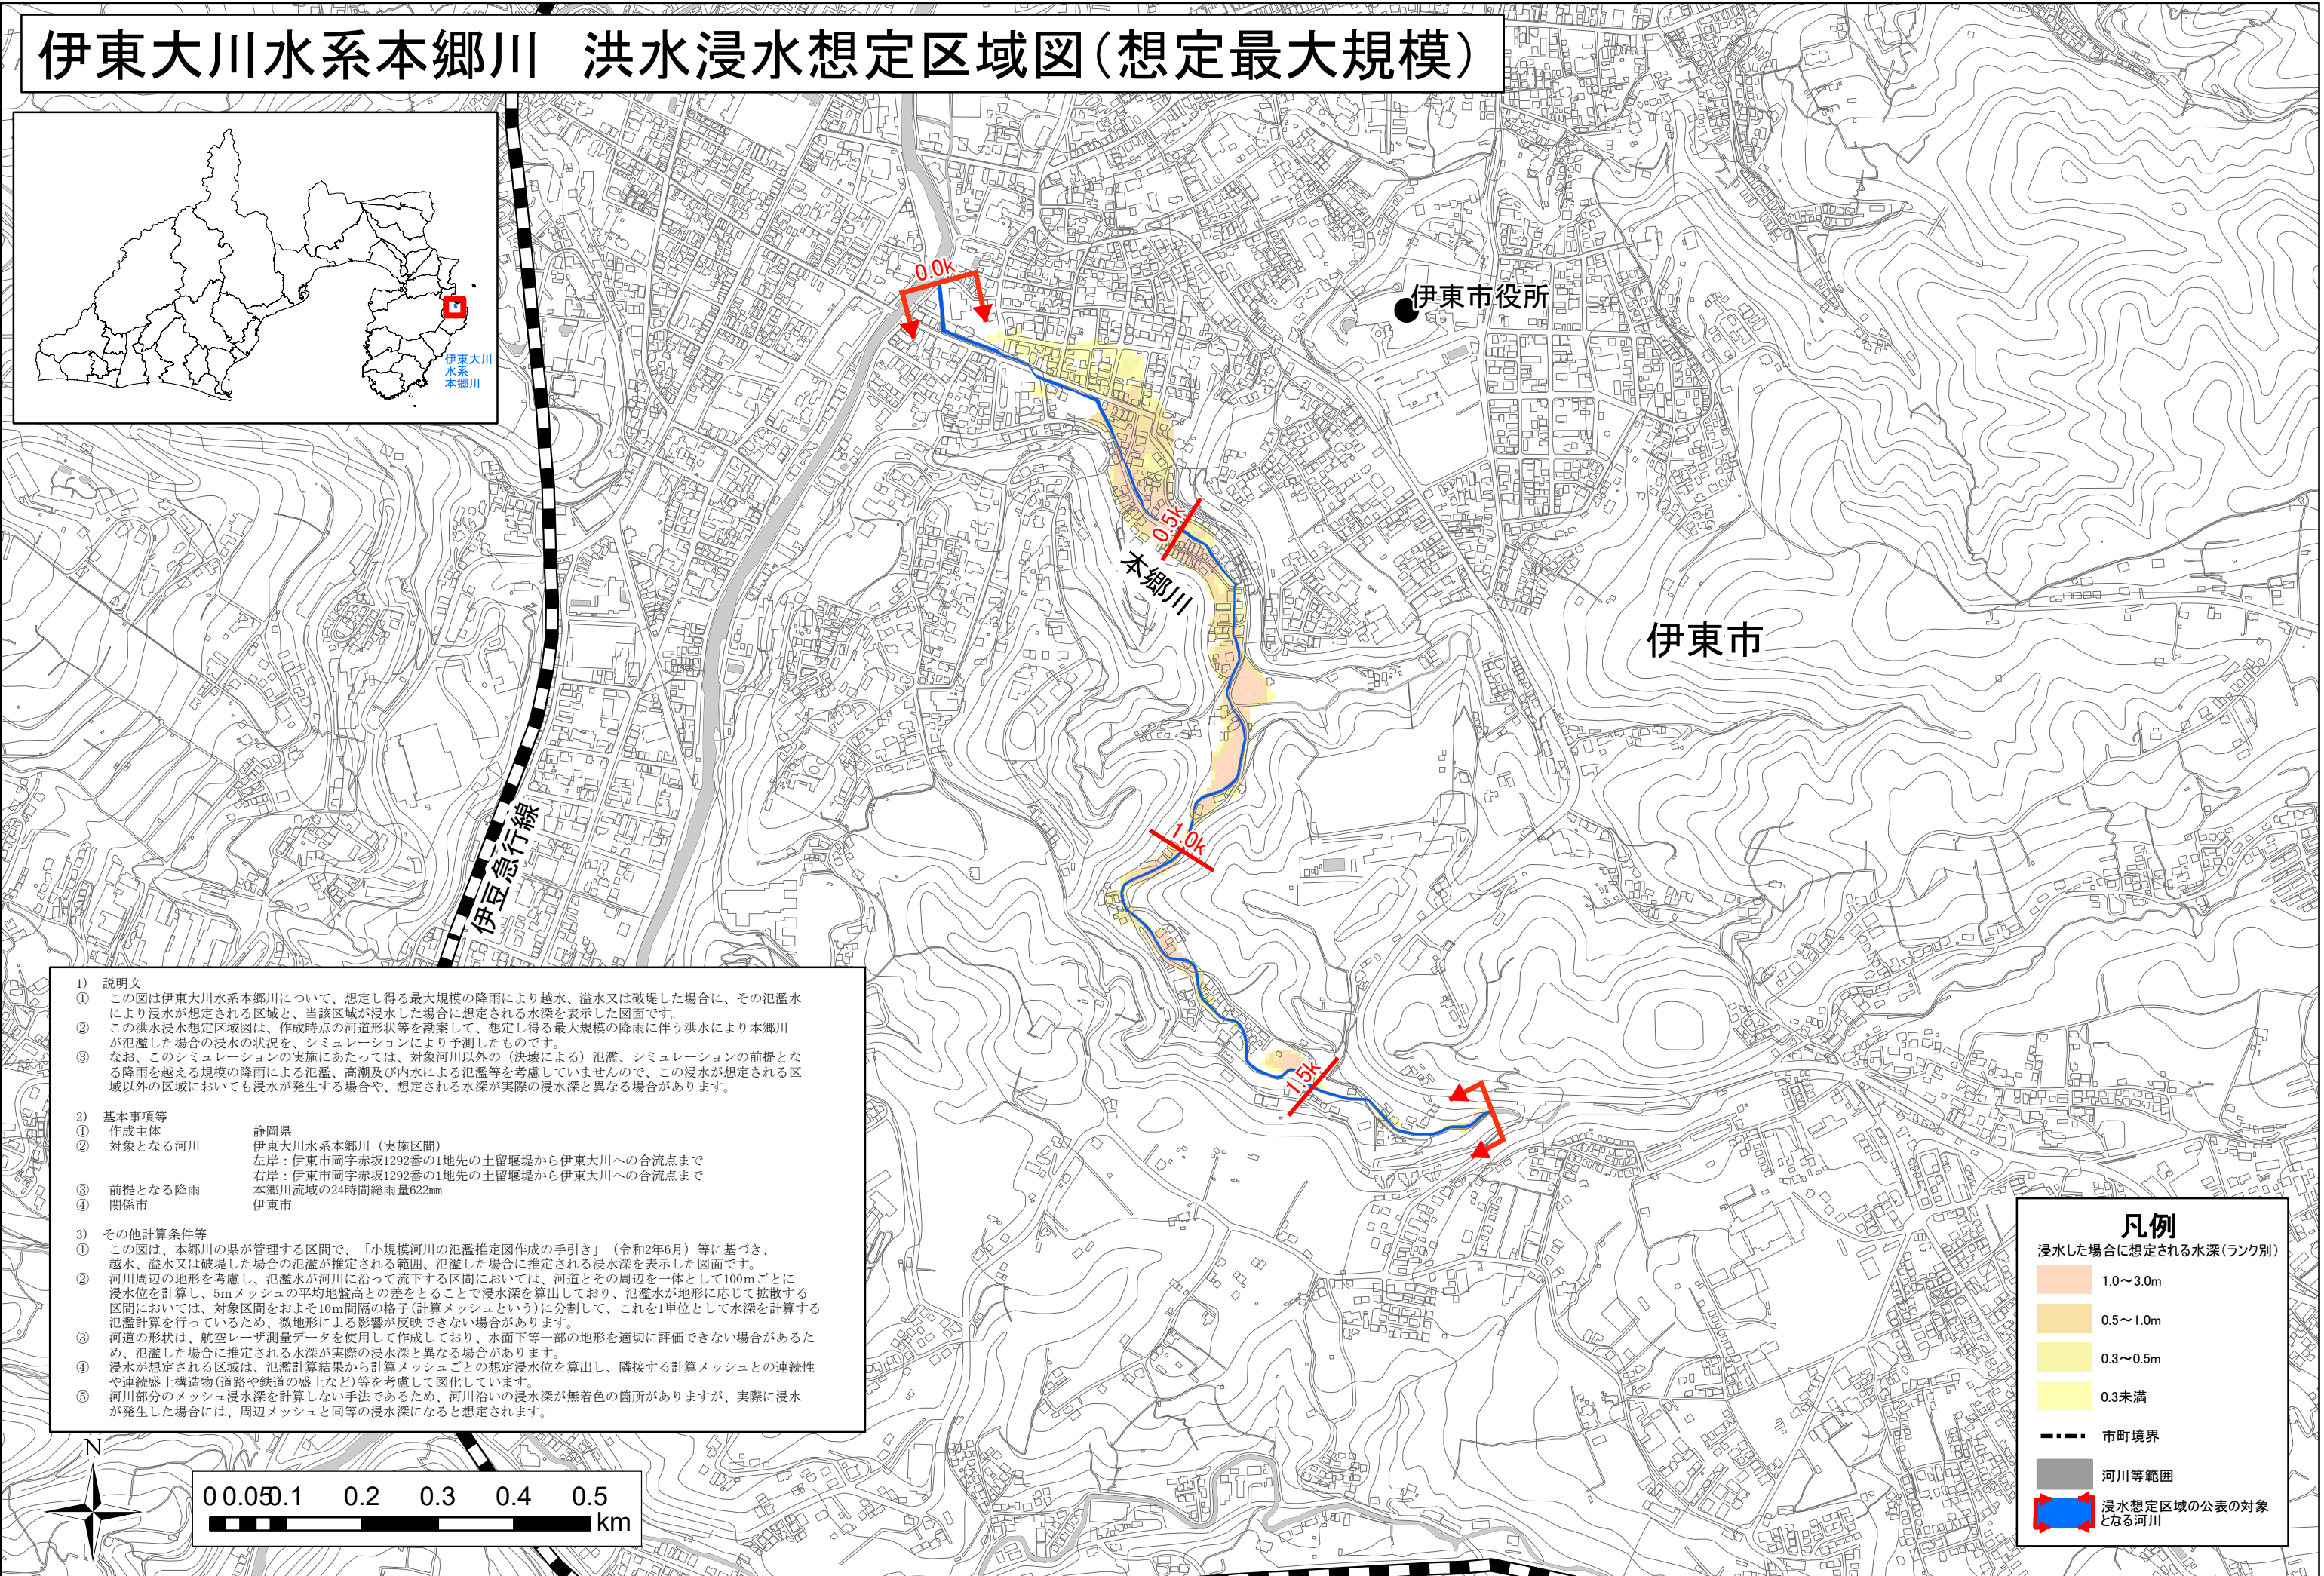 伊東大川水系本郷川　洪水浸水想定区域図(想定最大規模)
伊東大川
水系
本郷川
0.0k
伊東市役所
0.5k
本郷川
伊東市
1.0k
伊豆急行線
1.5k
1)　説明文
①　この図は伊東大川水系本郷川について、想定し得る最大規模の降雨により越水、溢水又は破堤した場合に、その氾濫水
により浸水が想定される区域と、当該区域が浸水した場合に想定される水深を表示した図面です。
②　この洪水浸水想定区域図は、作成時点の河道形状等を勘案して、想定し得る最大規模の降雨に伴う洪水により本郷川
が氾濫した場合の浸水の状況を、シミュレーションにより予測したものです。
③　なお、このシミュレーションの実施にあたっては、対象河川以外の（決壊による）氾濫、シミュレーションの前提とな
る降雨を越える規模の降雨による氾濫、高潮及び内水による氾濫等を考慮していませんので、この浸水が想定される区
域以外の区域においても浸水が発生する場合や、想定される水深が実際の浸水深と異なる場合があります。
2)　基本事項等
①　作成主体　静岡県
②　対象となる河川　伊東大川水系本郷川（実施区間）
左岸：伊東市岡字赤坂1292番の1地先の土留堰堤から伊東大川への合流点まで
右岸：伊東市岡字赤坂1292番の1地先の土留堰堤から伊東大川への合流点まで
③　前提となる降雨　本郷川流域の24時間総雨量622mm
④　関係市　伊東市
3)　その他計算条件等
①　この図は、本郷川の県が管理する区間で、「小規模河川の氾濫推定図作成の手引き」（令和2年6月）等に基づき、
越水、溢水又は破堤した場合の氾濫が推定される範囲、氾濫した場合に推定される浸水深を表示した図面です。
②　河川周辺の地形を考慮し、氾濫水が河川に沿って流下する区間においては、河道とその周辺を一体として100mごとに
浸水位を計算し、5mメッシュの平均地盤高との差をとることで浸水深を算出しており、氾濫水が地形に応じて拡散する
区間においては、対象区間をおよそ10m間隔の格子(計算メッシュという)に分割して、これを1単位として水深を計算する
氾濫計算を行っているため、微地形による影響が反映できない場合があります。
③　河道の形状は、航空レーザ測量データを使用して作成しており、水面下等一部の地形を適切に評価できない場合があるた
め、氾濫した場合に推定される水深が実際の浸水深と異なる場合があります。
④　浸水が想定される区域は、氾濫計算結果から計算メッシュごとの想定浸水位を算出し、隣接する計算メッシュとの連続性
や連続盛土構造物(道路や鉄道の盛土など)等を考慮して図化しています。
⑤　河川部分のメッシュ浸水深を計算しない手法であるため、河川沿いの浸水深が無着色の箇所がありますが、実際に浸水
が発生した場合には、周辺メッシュと同等の浸水深になると想定されます。
N
0 0.05 0.1 0.2 0.3 0.4 0.5
km
凡例
浸水した場合に想定される水深(ランク別)
1.0～3.0m
0.5～1.0m
0.3～0.5m
0.3未満
市町境界
河川等範囲
浸水想定区域の公表の対象
となる河川